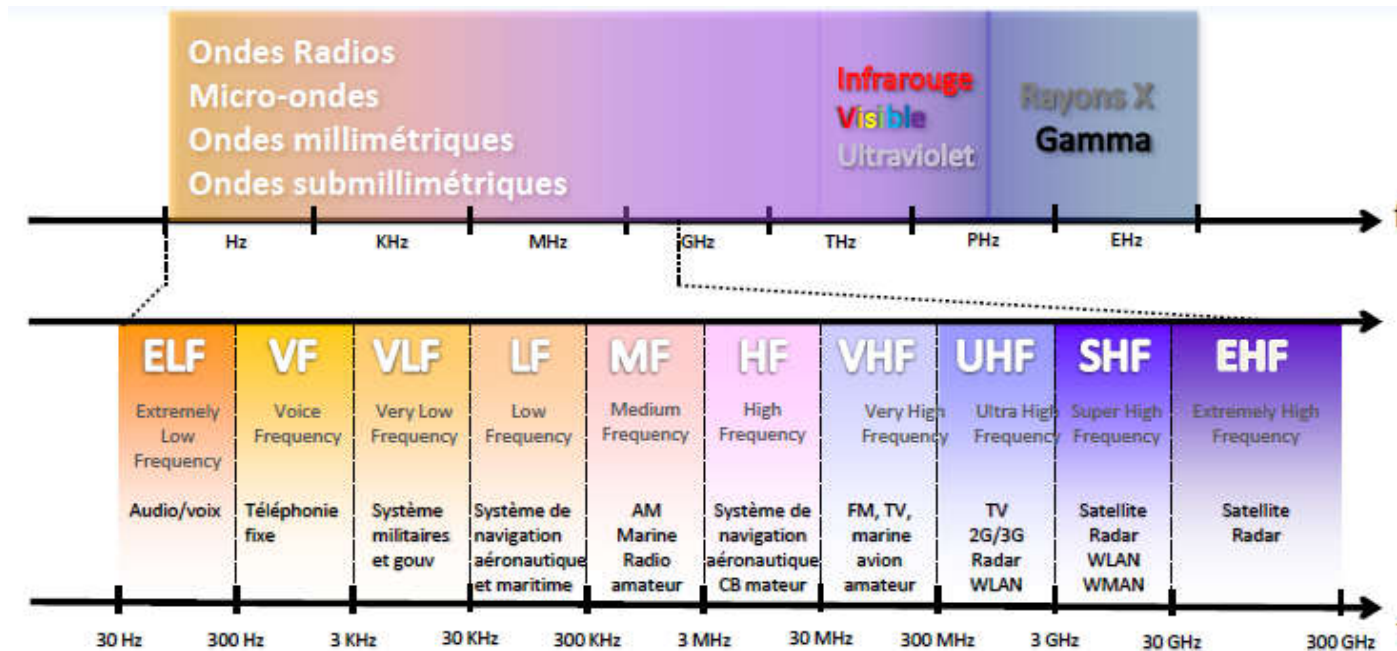 Ondes Radios
Micro-ondes
Ondes millimétriques
Ondes submillimétriques
Infrarouge
Visible
Ultraviolet
Rayons X
Gamma
Hz KHz MHz GHz THz PHz EHz
ELF VF VLF LF MF HF VHF UHF SHF EHF
Extremely
Low
Frequency
Voice
Frequency
Very Low
Frequency
Low
Frequency
Medium
Frequency
High
Frequency
Very High
Frequency
Ultra High
Frequency
Super High
Frequency
Extremely High
Frequency
Audio/voix
Téléphonie
fixe
Système
militaires
et gouv
Système de
navigation
aéronautique
et maritime
AM
Marine
Radio
amateur
Système de
navigation
aéronautique
CB mateur
FM, TV,
marine
avion
amateur
TV
2G/3G
Radar
WLAN
Satellite
Radar
WLAN
WMAN
Satellite
Radar
30 Hz 300 Hz 3 KHz 30 KHz 300 KHz 3 MHz 30 MHz 300 MHz 3 GHz 30 GHz 300 GHz